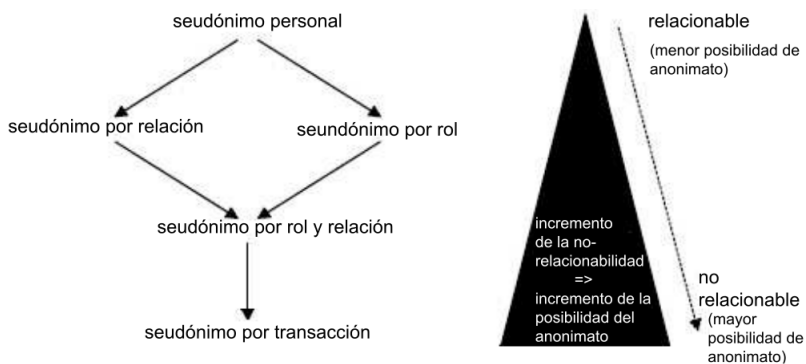 seudónimo personal
seudónimo por relación
seundónimo por rol
seudónimo por rol y relación
seudónimo por transacción
relacionable
(menor posibilidad de
anonimato)
incremento
de la no-
relacionabilidad
=>
incremento de la
posibilidad del
anonimato
no
relacionable
(mayor
posibilidad de
anonimato)